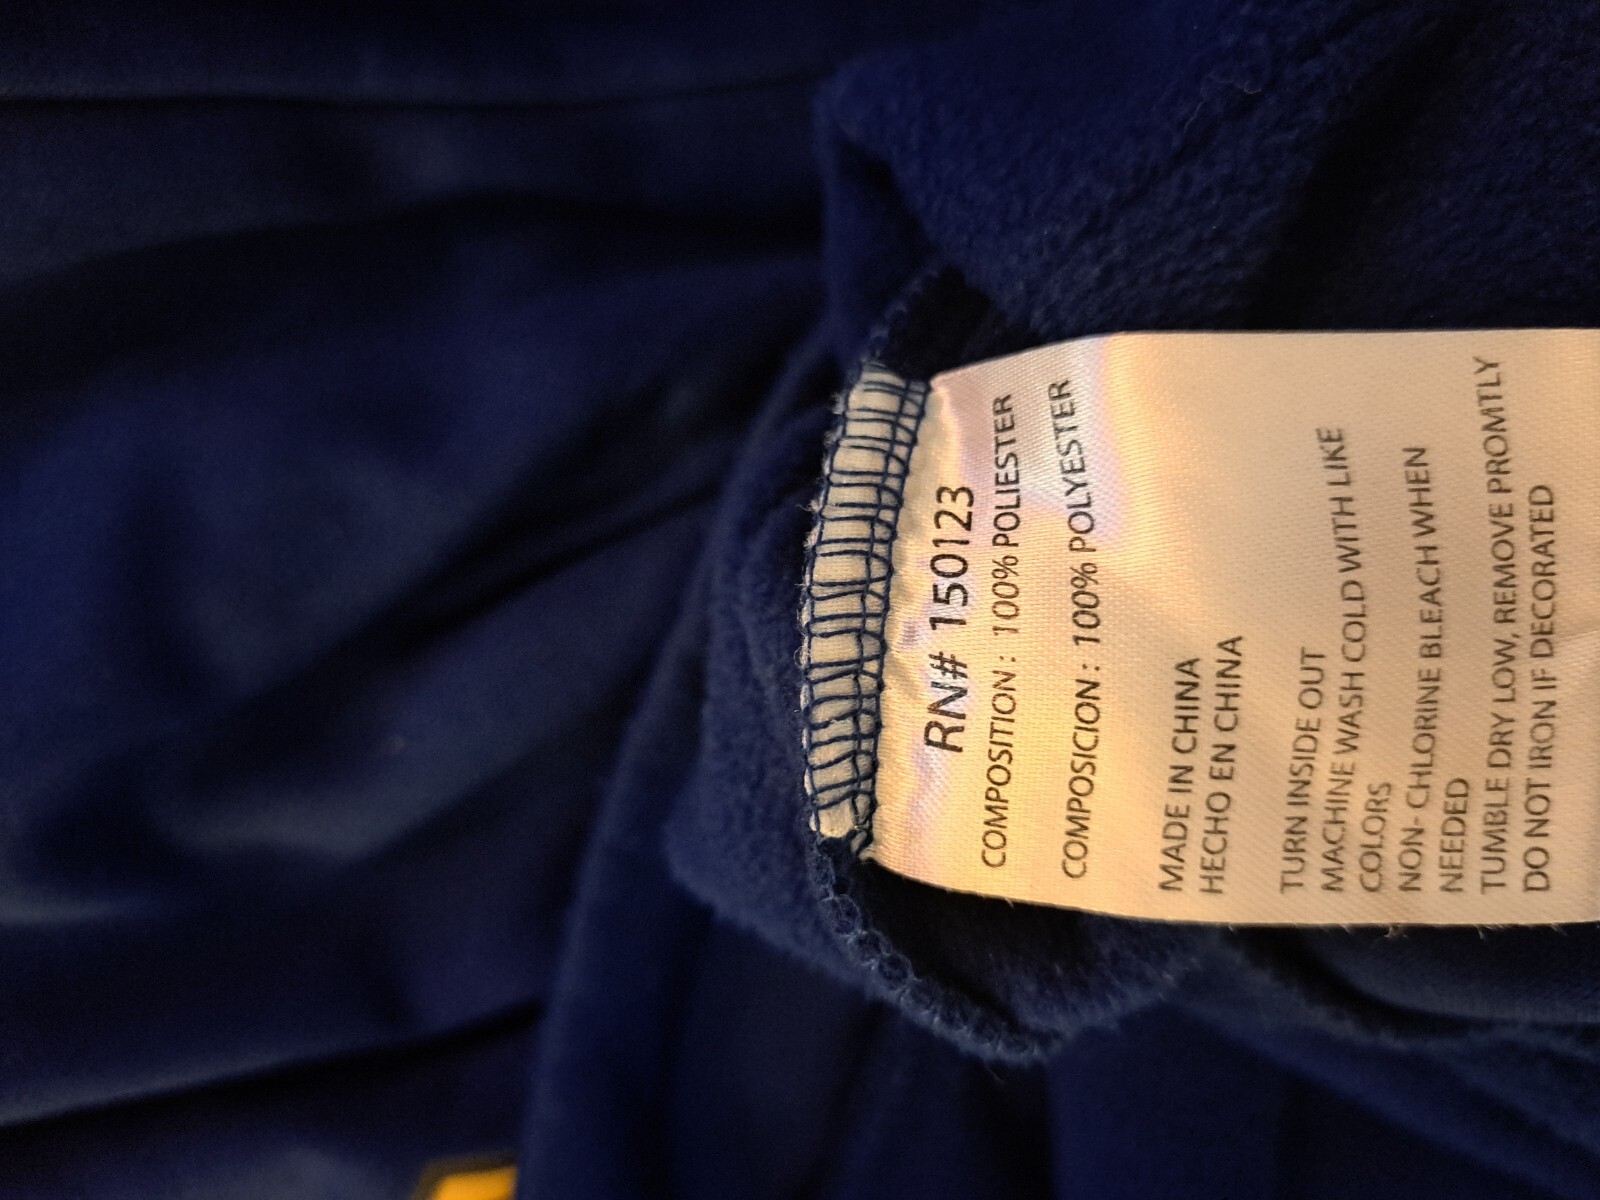 RN# 150123
COMPOSITION : 100% POLIESTER
COMPOSICION : 100% POLYESTER
MADE IN CHINA
HECHO EN CHINA
TURN INSIDE OUT
MACHINE WASH COLD WITH LIKE
COLORS
NON- CHLORINE BLEACH WHEN
NEEDED
TUMBLE DRY LOW, REMOVE PROMTLY
DO NOT IRON IF DECORATED